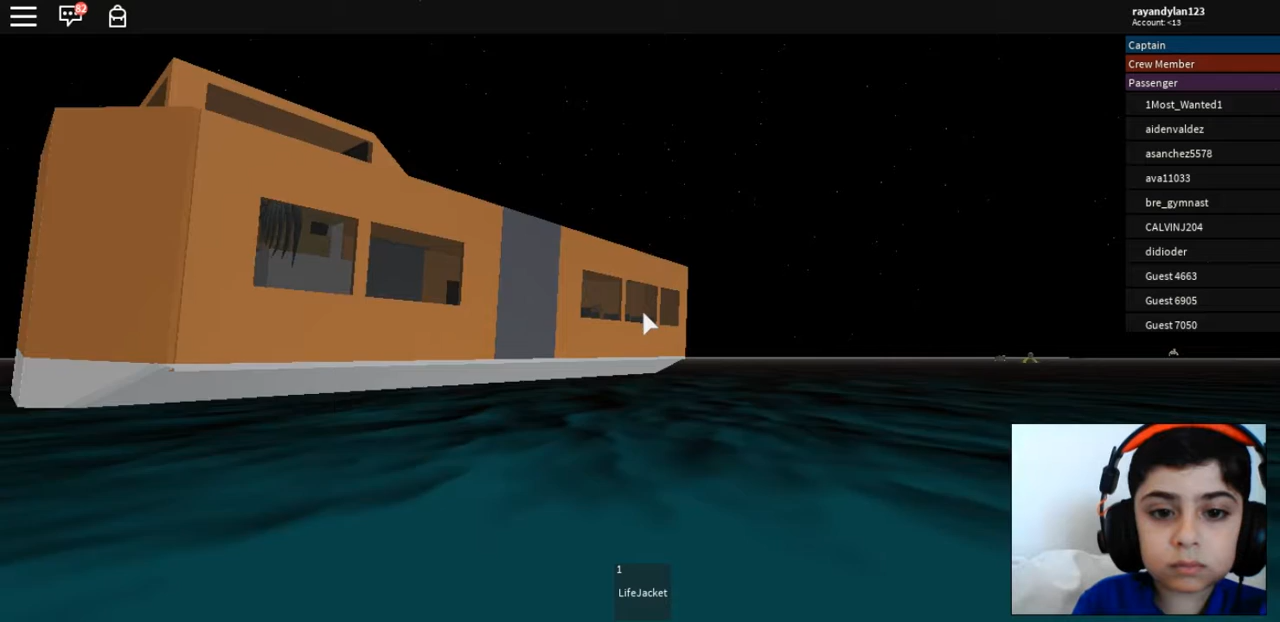 82
rayandylan123
Account: <13
Captain
Crew Member
Passenger
1Most_Wanted1
aidenvaldez
asanchez5578
ava11033
bre_gymnast
CALVINJ204
didioder
Guest 4663
Guest 6905
Guest 7050
1
LifeJacket